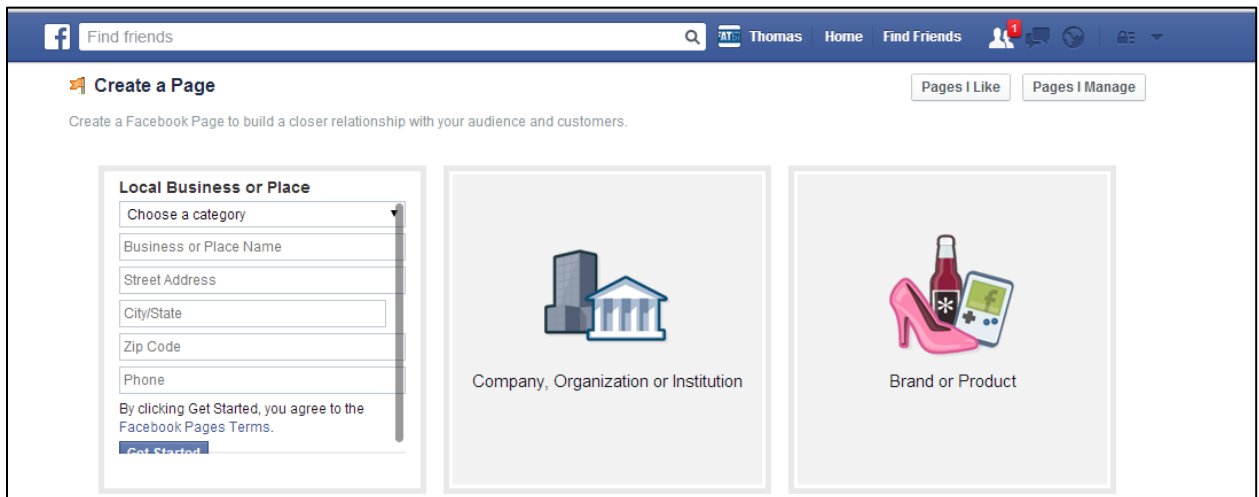 f Find friends Thomas Home Find Friends 1
Create a Page Pages I Like Pages I Manage
Create a Facebook Page to build a closer relationship with your audience and customers.
Local Business or Place
Choose a category
Business or Place Name
Street Address
City/State
Zip Code
Phone
By clicking Get Started, you agree to the
Facebook Pages Terms.
Get Started
Company, Organization or Institution
Brand or Product